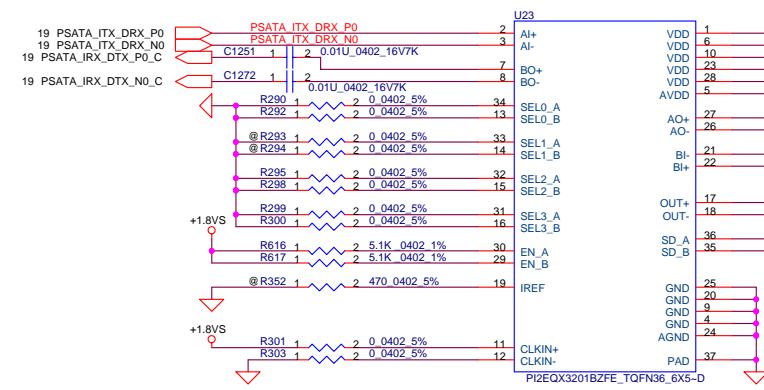 U23
19 PSATA_ITX_DRX_P0 PSATA_ITX_DRX_P0 2 AI+ VDD 1
19 PSATA_ITX_DRX_N0 PSATA_ITX_DRX_N0 3 AI- VDD 6
19 PSATA_IRX_DTX_P0_C C1251 1 2 0.01U_0402_16V7K VDD 10
7 BO+ VDD 23
19 PSATA_IRX_DTX_N0_C C1272 1 2 8 BO- VDD 28
0.01U_0402_16V7K AVDD 5
R290 1 2 0_0402_5% 34 SEL0_A
R292 1 2 0_0402_5% 13 SEL0_B AO+ 27
AO- 26
@ R293 1 2 0_0402_5% 33 SEL1_A
@ R294 1 2 0_0402_5% 14 SEL1_B BI- 21
BI+ 22
R295 1 2 0_0402_5% 32 SEL2_A
R298 1 2 0_0402_5% 15 SEL2_B
OUT+ 17
R299 1 2 0_0402_5% 31 SEL3_A OUT- 18
R300 1 2 0_0402_5% 16 SEL3_B
+1.8VS
SD_A 36
R616 1 2 5.1K _0402_1% 30 EN_A SD_B 35
R617 1 2 5.1K _0402_1% 29 EN_B
@ R352 1 2 470_0402_5% 19 IREF GND 25
GND 20
GND 9
GND 4
+1.8VS
AGND 24
R301 1 2 0_0402_5% 11 CLKIN+
R303 1 2 0_0402_5% 12 CLKIN- PAD 37
PI2EQX3201BZFE_TQFN36_6X5~D